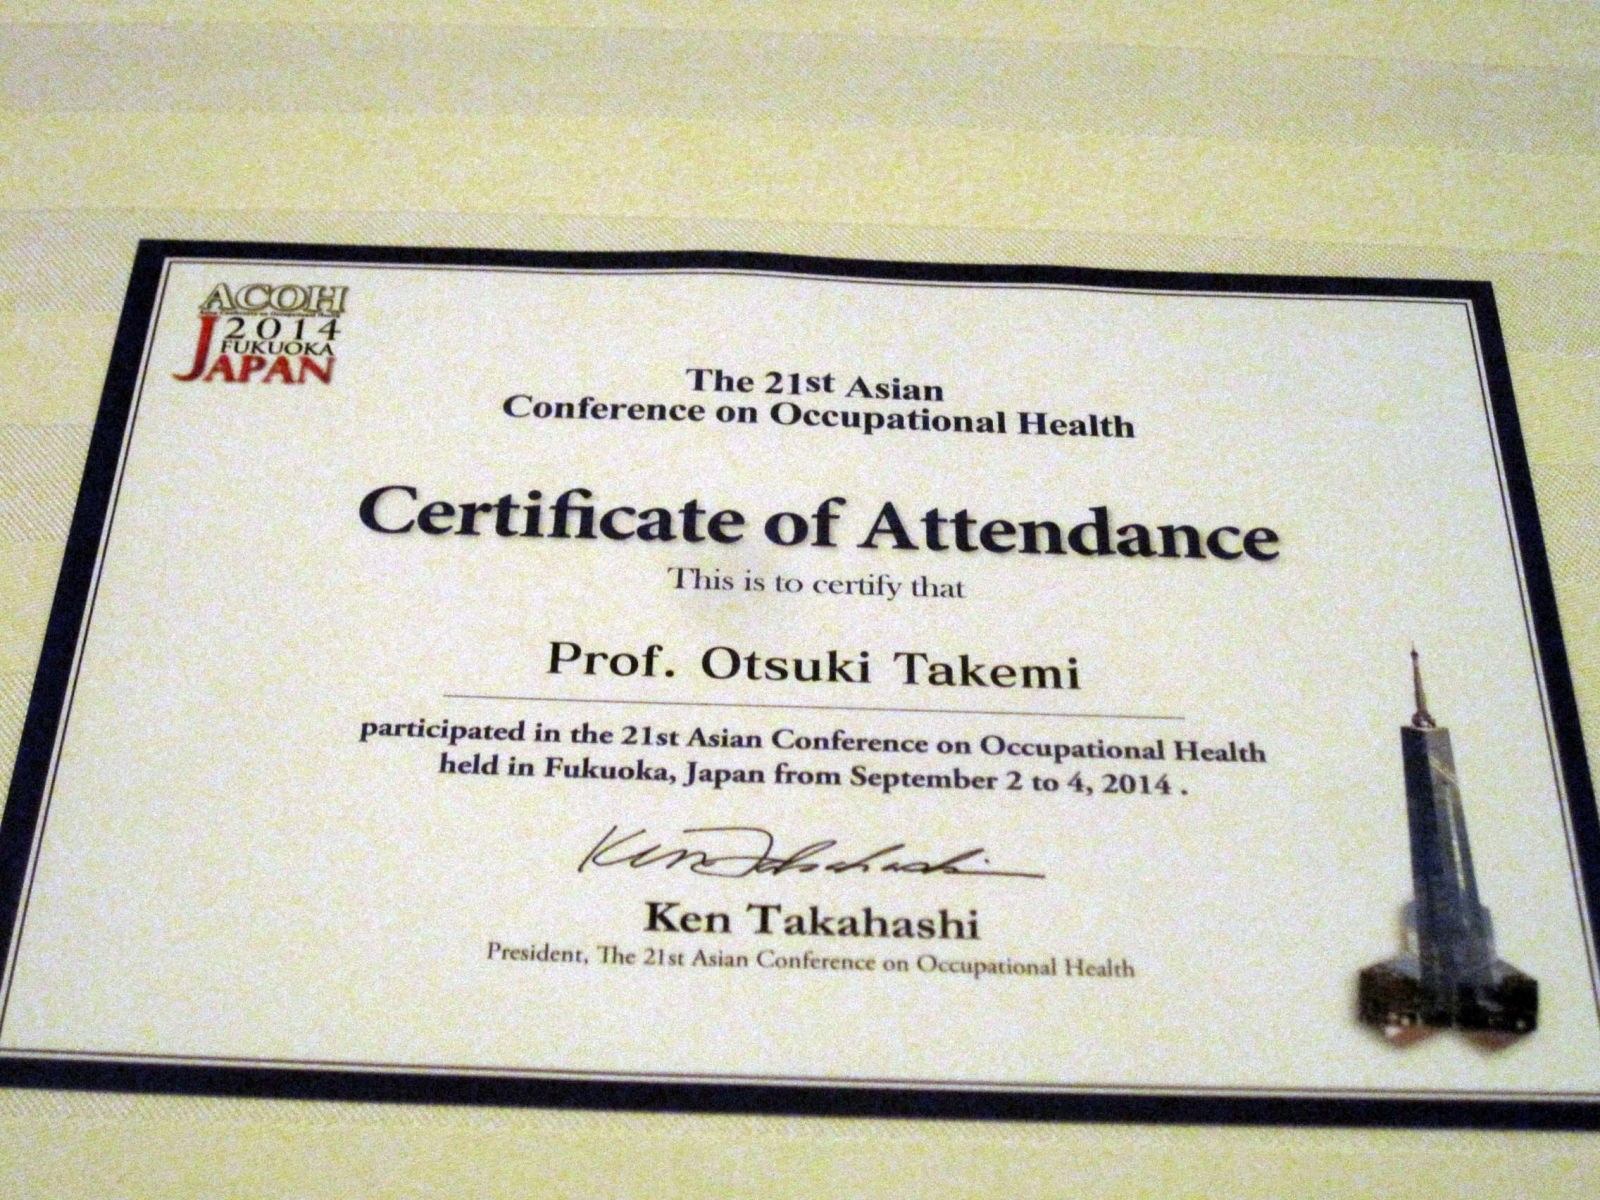 ACOH
2014
FUKUOKA
JAPAN
The 21st Asian
Conference on Occupational Health
Certificate of Attendance
This is to certify that
Prof. Otsuki Takemi
participated in the 21st Asian Conference on Occupational Health
held in Fukuoka, Japan from September 2 to 4, 2014 .
Ken Takahashi
Ken Takahashi
President, The 21st Asian Conference on Occupational Health